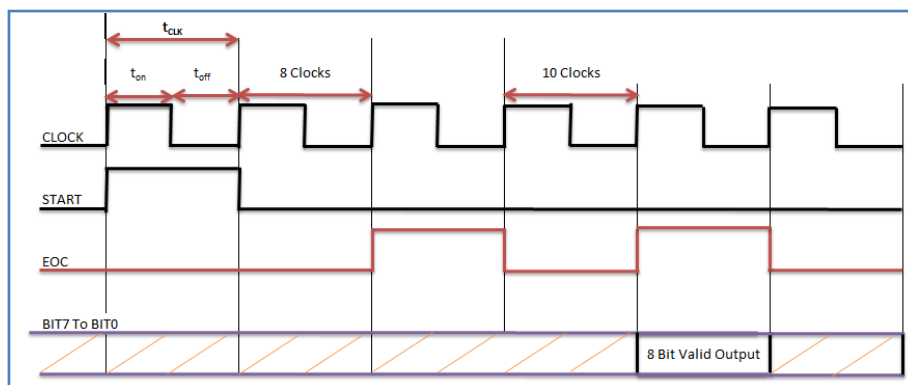 tCLK
ton
toff
8 Clocks
10 Clocks
CLOCK
START
EOC
BIT7 To BIT0
8 Bit Valid Output